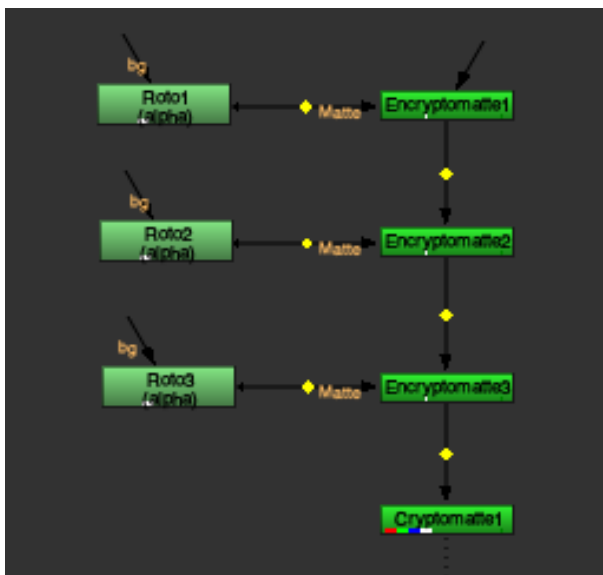 bg
Roto1
(alpha)
Matte
Encryptomatte1
bg
Roto2
(alpha)
Matte
Encryptomatte2
bg
Roto3
(alpha)
Matte
Encryptomatte3
Cryptomatte1